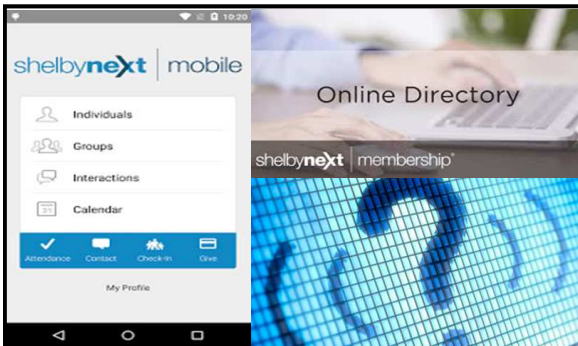 10:20
shelbynext | mobile
Individuals
Groups
Interactions
31
Calendar
Attendance
Contact
Check-In
Give
My Profile
Online Directory
shelbynext | membership
?